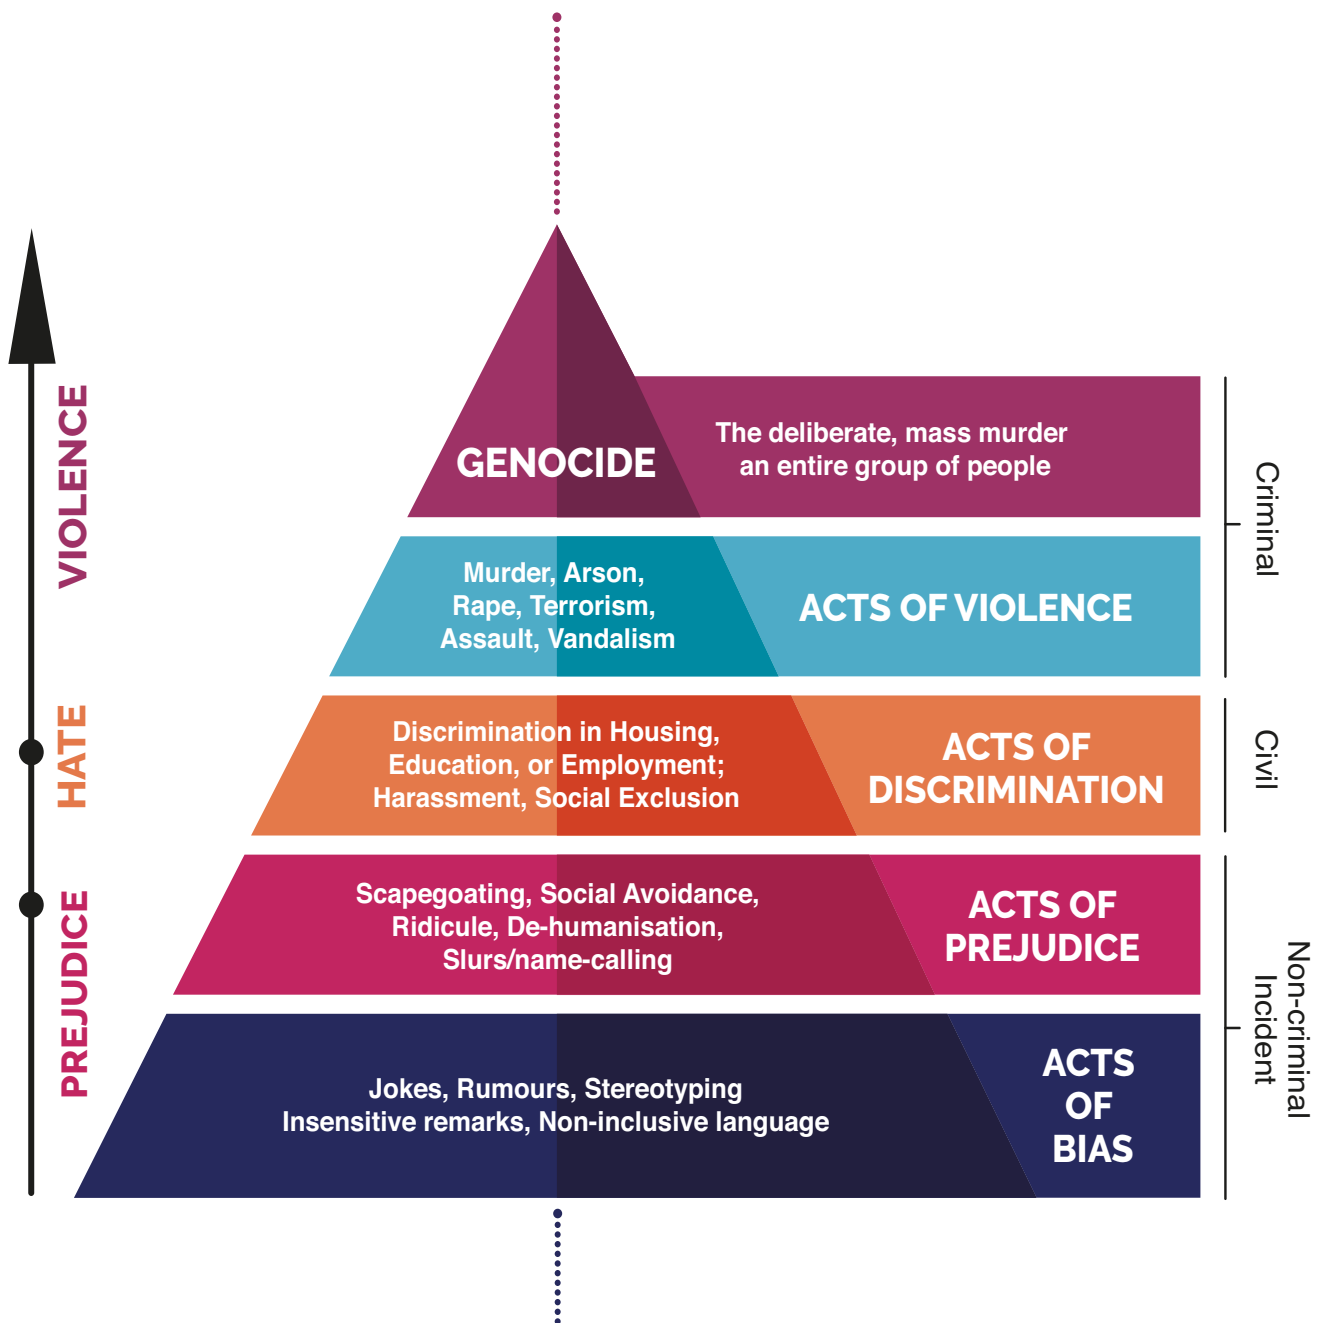 GENOCIDE
The deliberate, mass murder
an entire group of people
Murder, Arson,
Rape, Terrorism,
Assault, Vandalism
ACTS OF VIOLENCE
Discrimination in Housing,
Education, or Employment;
Harassment, Social Exclusion
ACTS OF
DISCRIMINATION
Scapegoating, Social Avoidance,
Ridicule, De-humanisation,
Slurs/name-calling
ACTS OF
PREJUDICE
Jokes, Rumours, Stereotyping
Insensitive remarks, Non-inclusive language
ACTS
OF
BIAS
VIOLENCE
HATE
PREJUDICE
Criminal
Civil
Non-criminal
Incident